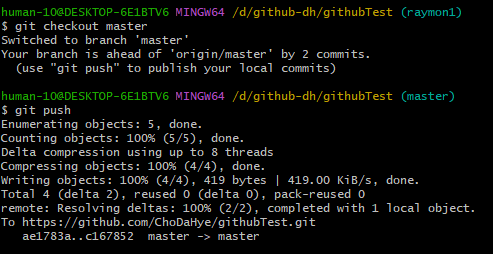 human-10@DESKTOP-6E1BTV6 MINGW64 /d/github-dh/githubTest (raymon1)
$ git checkout master
Switched to branch 'master'
Your branch is ahead of 'origin/master' by 2 commits.
  (use "git push" to publish your local commits)

human-10@DESKTOP-6E1BTV6 MINGW64 /d/github-dh/githubTest (master)
$ git push
Enumerating objects: 5, done.
Counting objects: 100% (5/5), done.
Delta compression using up to 8 threads
Compressing objects: 100% (4/4), done.
Writing objects: 100% (4/4), 419 bytes | 419.00 KiB/s, done.
Total 4 (delta 2), reused 0 (delta 0), pack-reused 0
remote: Resolving deltas: 100% (2/2), completed with 1 local object.
To https://github.com/ChoDaHye/githubTest.git
   ae1783a..c167852  master -> master